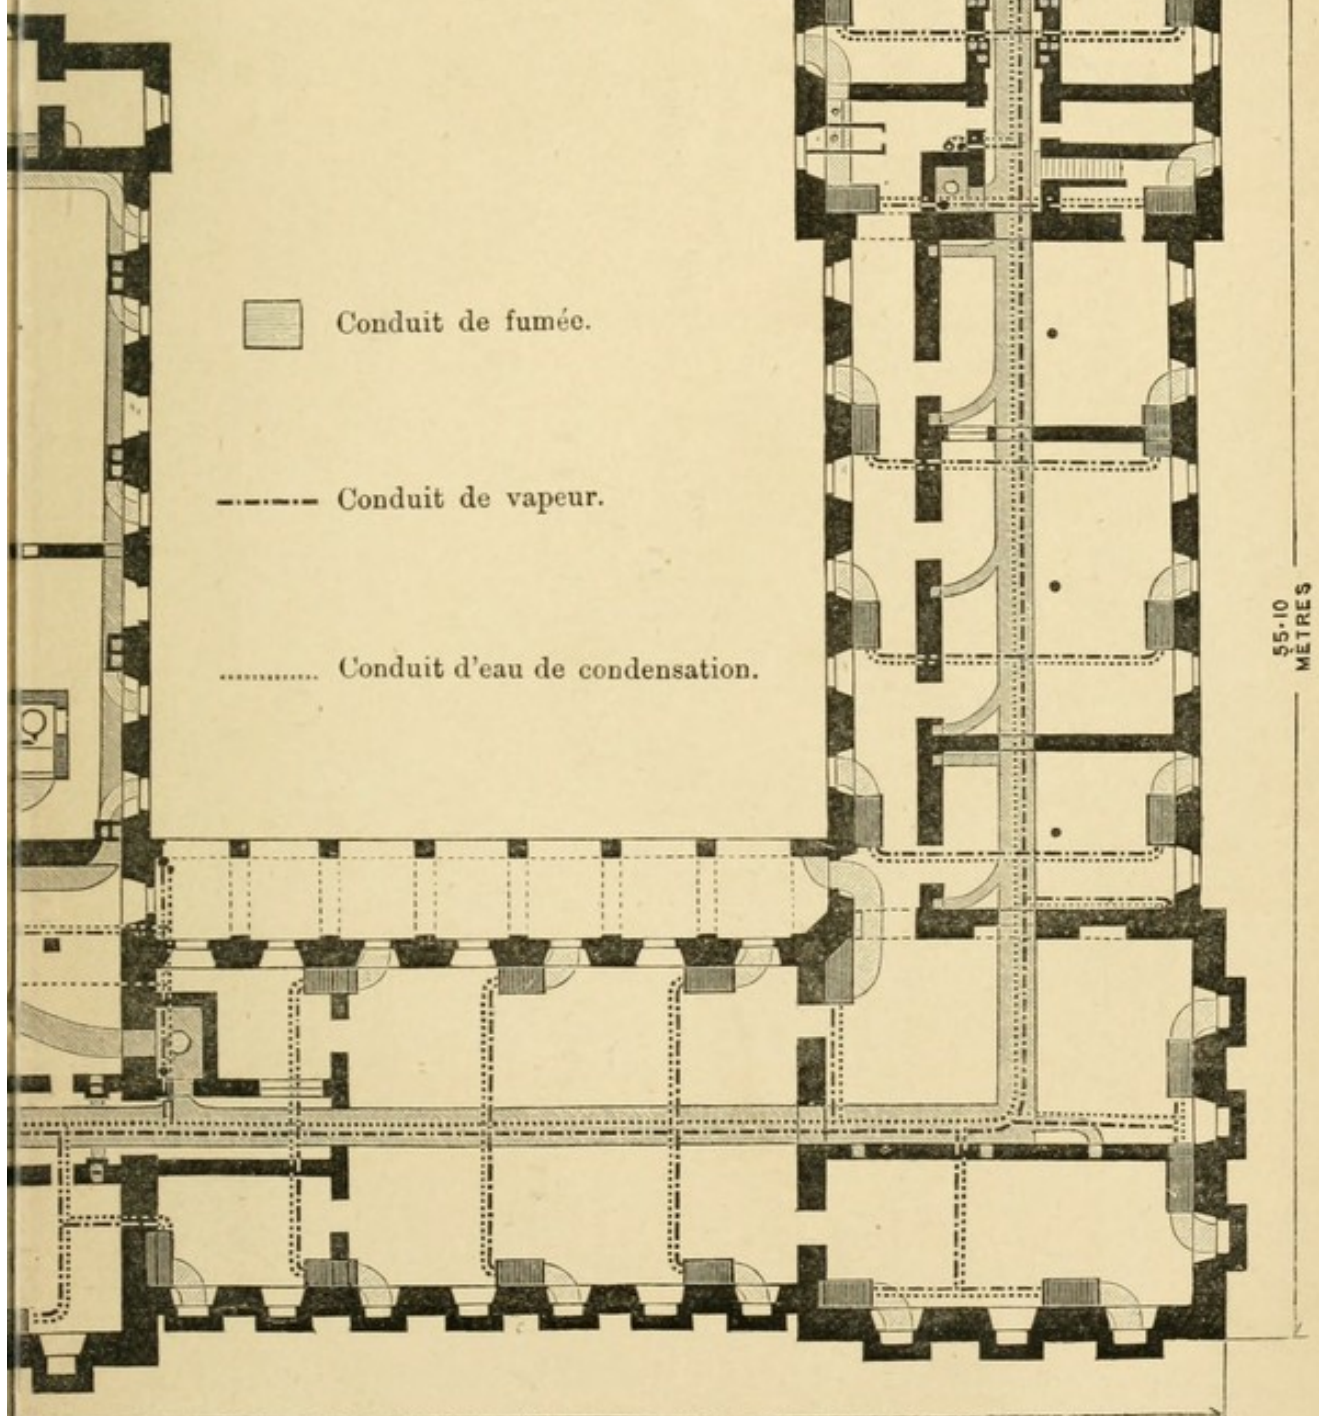 Conduit de fumée.
Conduit de vapeur.
Conduit d'eau de condensation.
55·10
MÈTRES